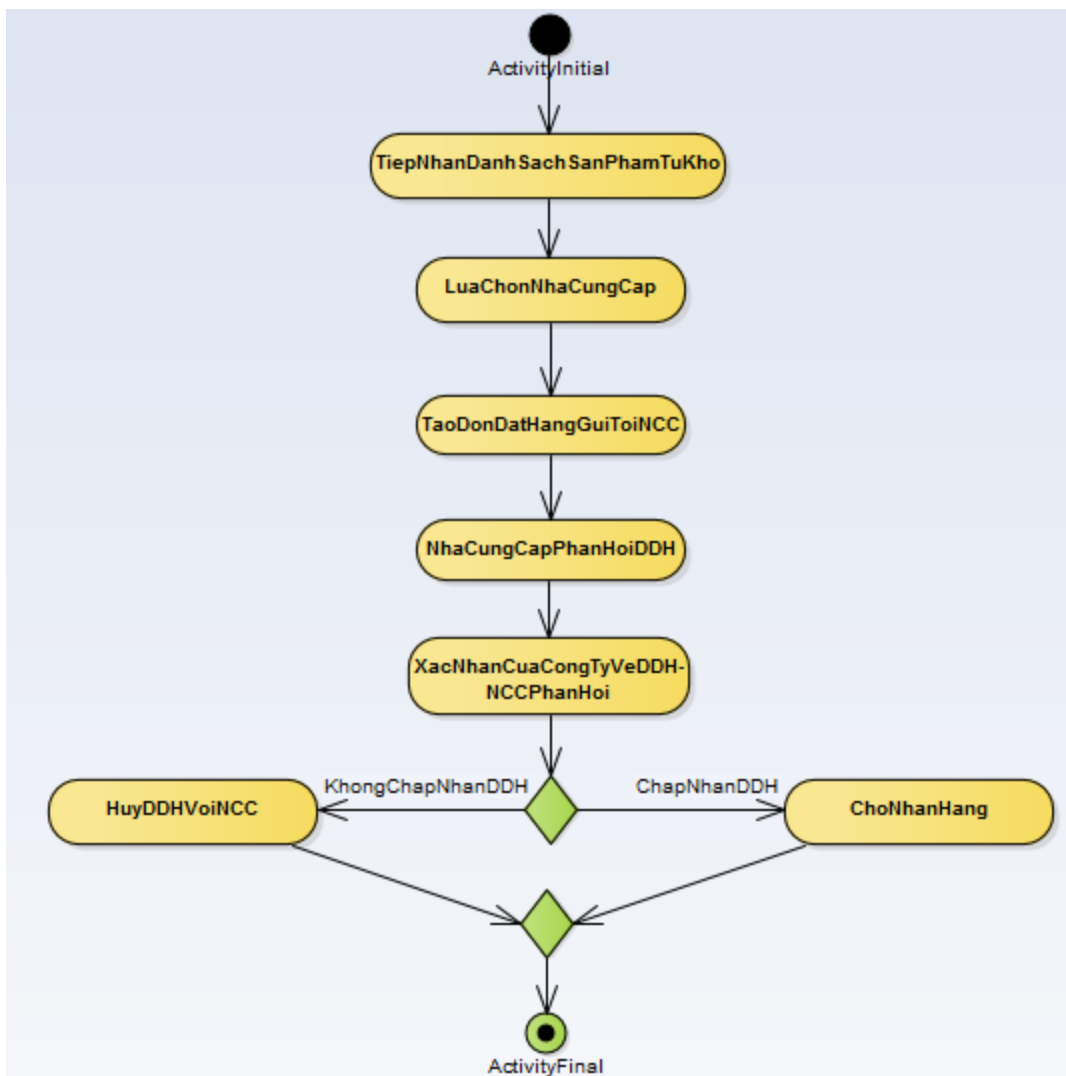 ActivityInitial
TiepNhanDanhSachSanPhamTuKho
LuaChonNhaCungCap
TaoDonDatHangGuiToiNCC
NhaCungCapPhanHoiDDH
XacNhanCuaCongTyVeDDH-
NCCPhanHoi
KhongChapNhanDDH
ChapNhanDDH
HuyDDHVoiNCC
ChoNhanHang
ActivityFinal